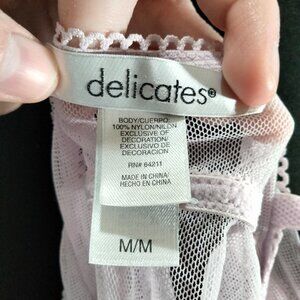 delicates®
BODY/CUERPO:
100% NYLON/NILON
EXCLUSIVE OF
DECORATION/
EXCLUSIVO DE
DECORACION
RN# 64211
MADE IN CHINA/
HECHO EN CHINA
M/M